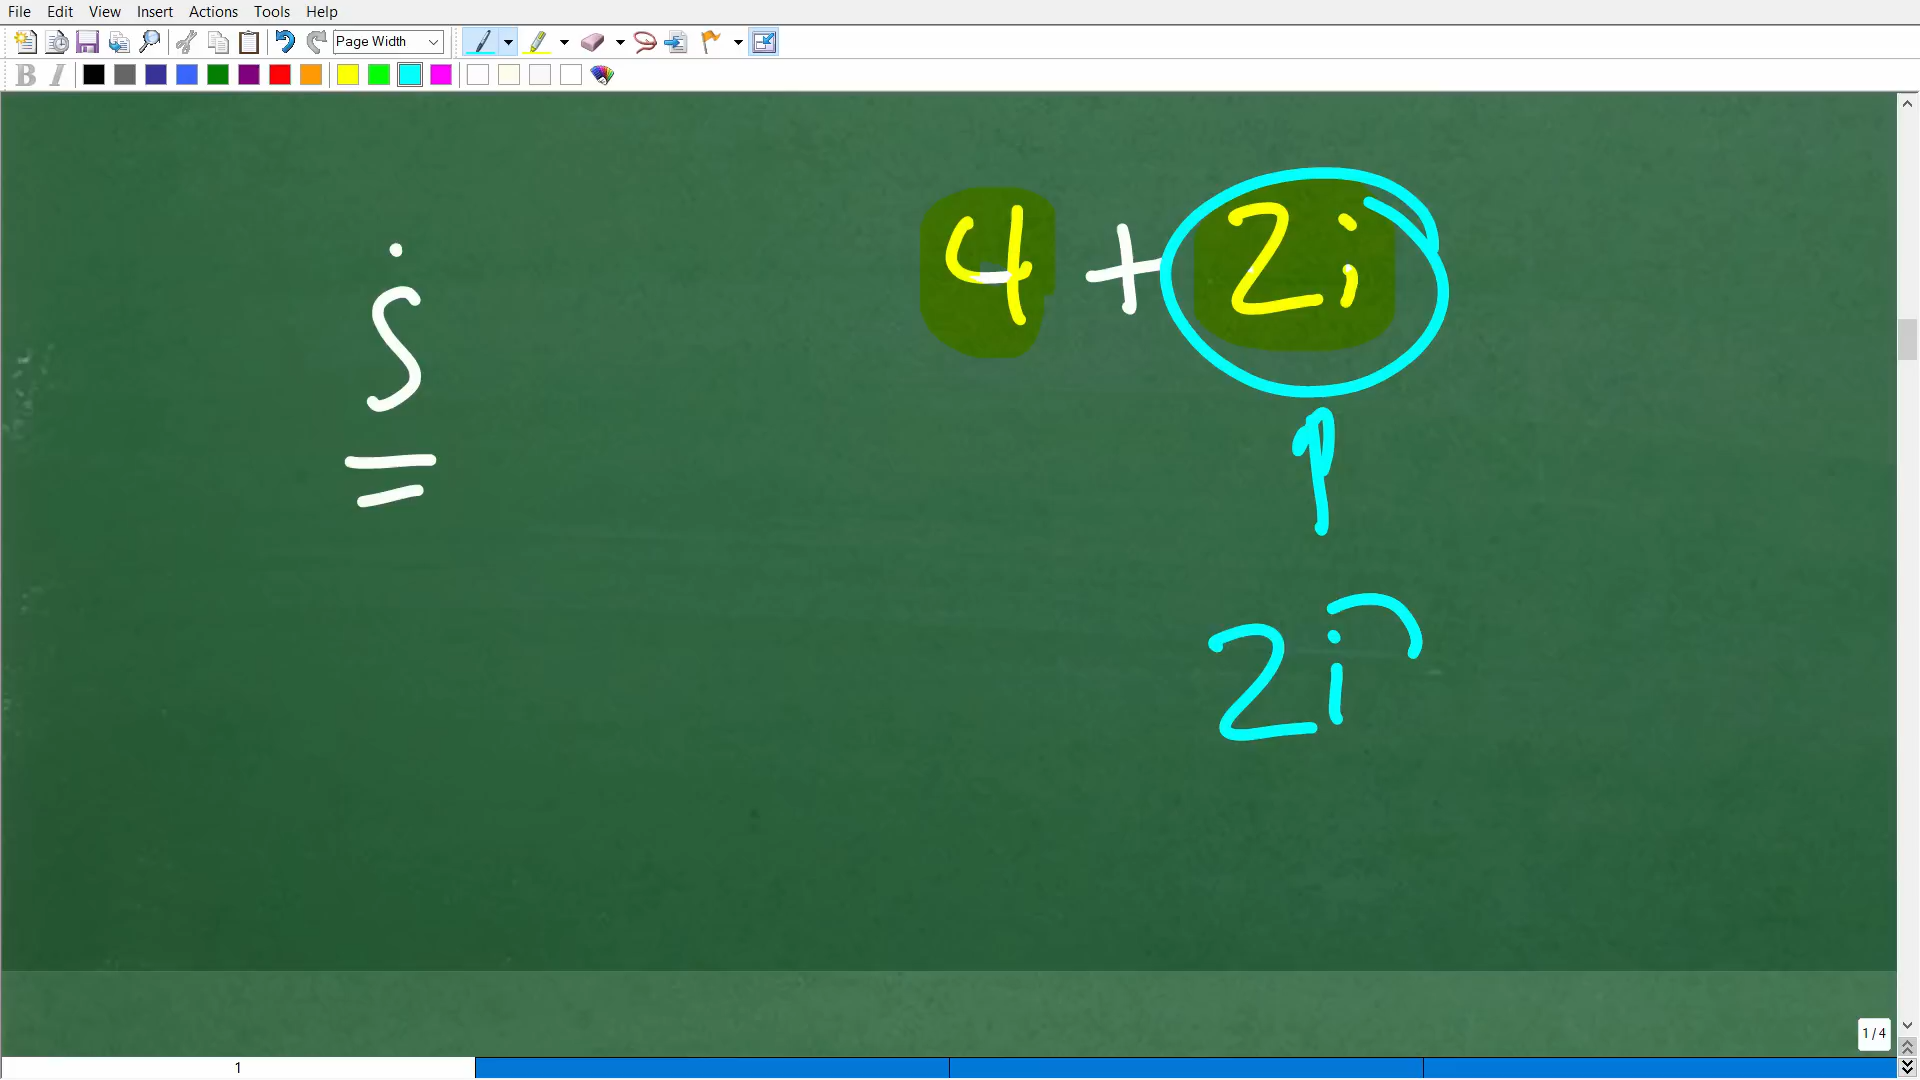 File Edit View Insert Actions Tools Help
Page Width
B I
4 + 2i
i
2i
1 / 4
1